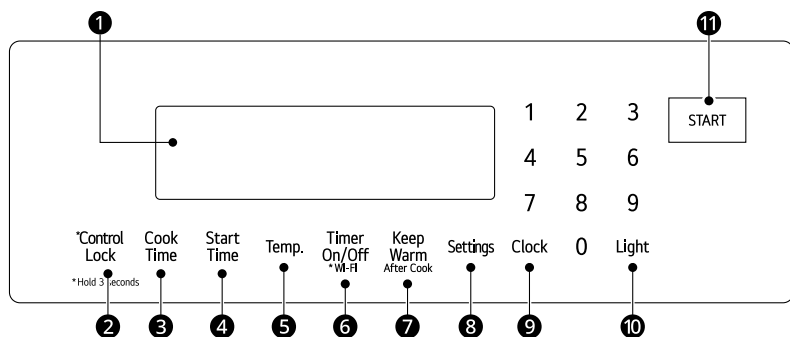 1
11
1 2 3
START
4 5 6
7 8 9
*Control
Lock
Cook
Time
Start
Time
Temp.
Timer
On/Off
*Wi-Fi
Keep
Warm
After Cook
Settings
Clock
0
Light
*Hold 3 seconds
2 3 4 5 6 7 8 9 10